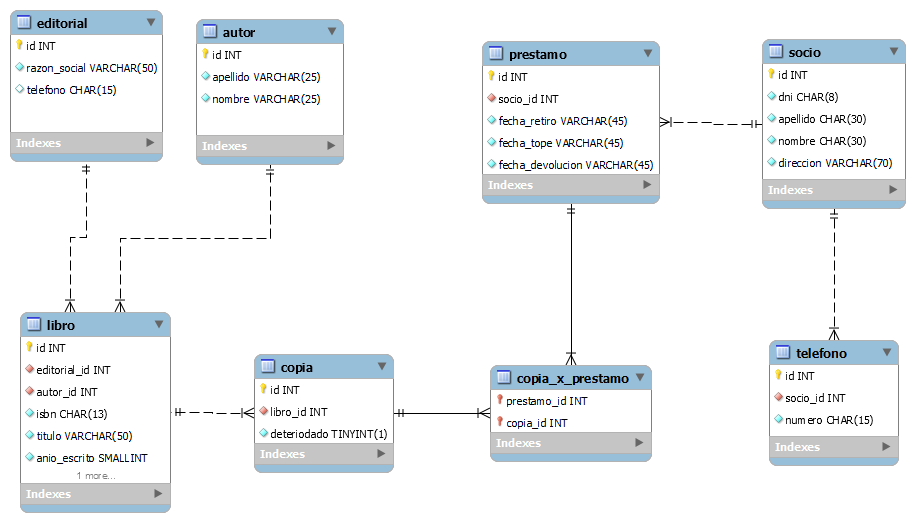 editorial
id INT
razon_social VARCHAR(50)
telefono CHAR(15)
Indexes
autor
id INT
apellido VARCHAR(25)
nombre VARCHAR(25)
Indexes
prestamo
id INT
socio_id INT
fecha_retiro VARCHAR(45)
fecha_tope VARCHAR(45)
fecha_devolucion VARCHAR(45)
Indexes
socio
id INT
dni CHAR(8)
apellido CHAR(30)
nombre CHAR(30)
direccion VARCHAR(70)
Indexes
libro
id INT
editorial_id INT
autor_id INT
isbn CHAR(13)
titulo VARCHAR(50)
anio_escrito SMALLINT
1 more...
Indexes
copia
id INT
libro_id INT
deteriodado TINYINT(1)
Indexes
copia_x_prestamo
prestamo_id INT
copia_id INT
Indexes
telefono
id INT
socio_id INT
numero CHAR(15)
Indexes